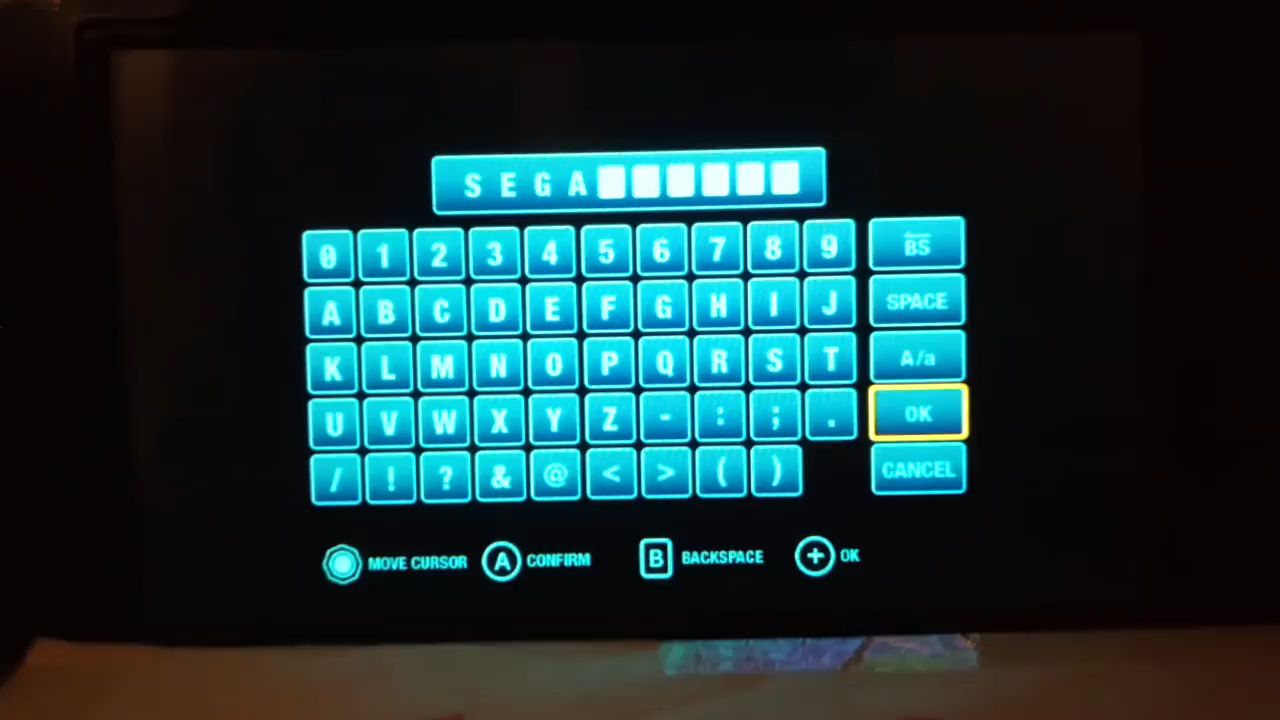 SEGA
0 1 2 3 4 5 6 7 8 9 BS
A B C D E F G H I J SPACE
K L M N O P Q R S T A/a
U V W X Y Z - : ; . OK
/ ! ? & @ < > ( ) CANCEL
MOVE CURSOR A CONFIRM B BACKSPACE + OK